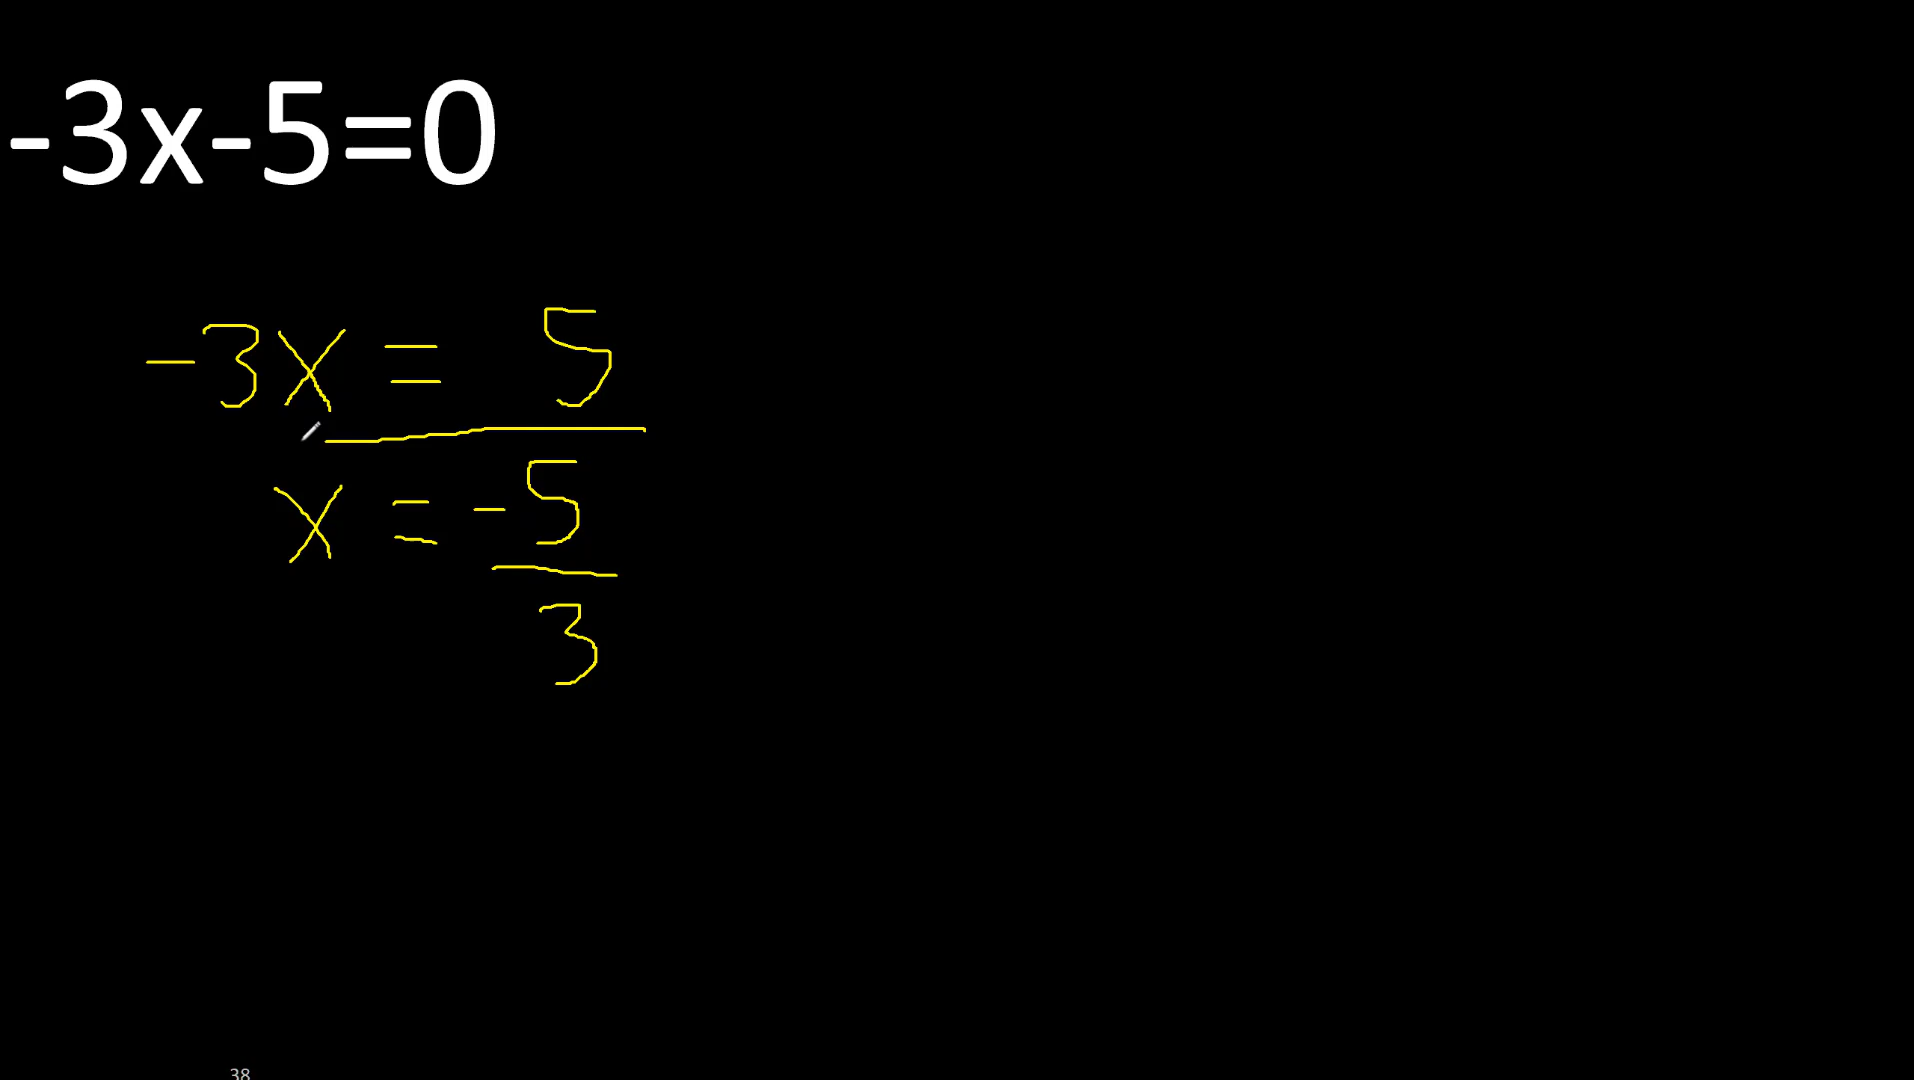 -3x-5=0
-3x = 5
x = -5
3
38